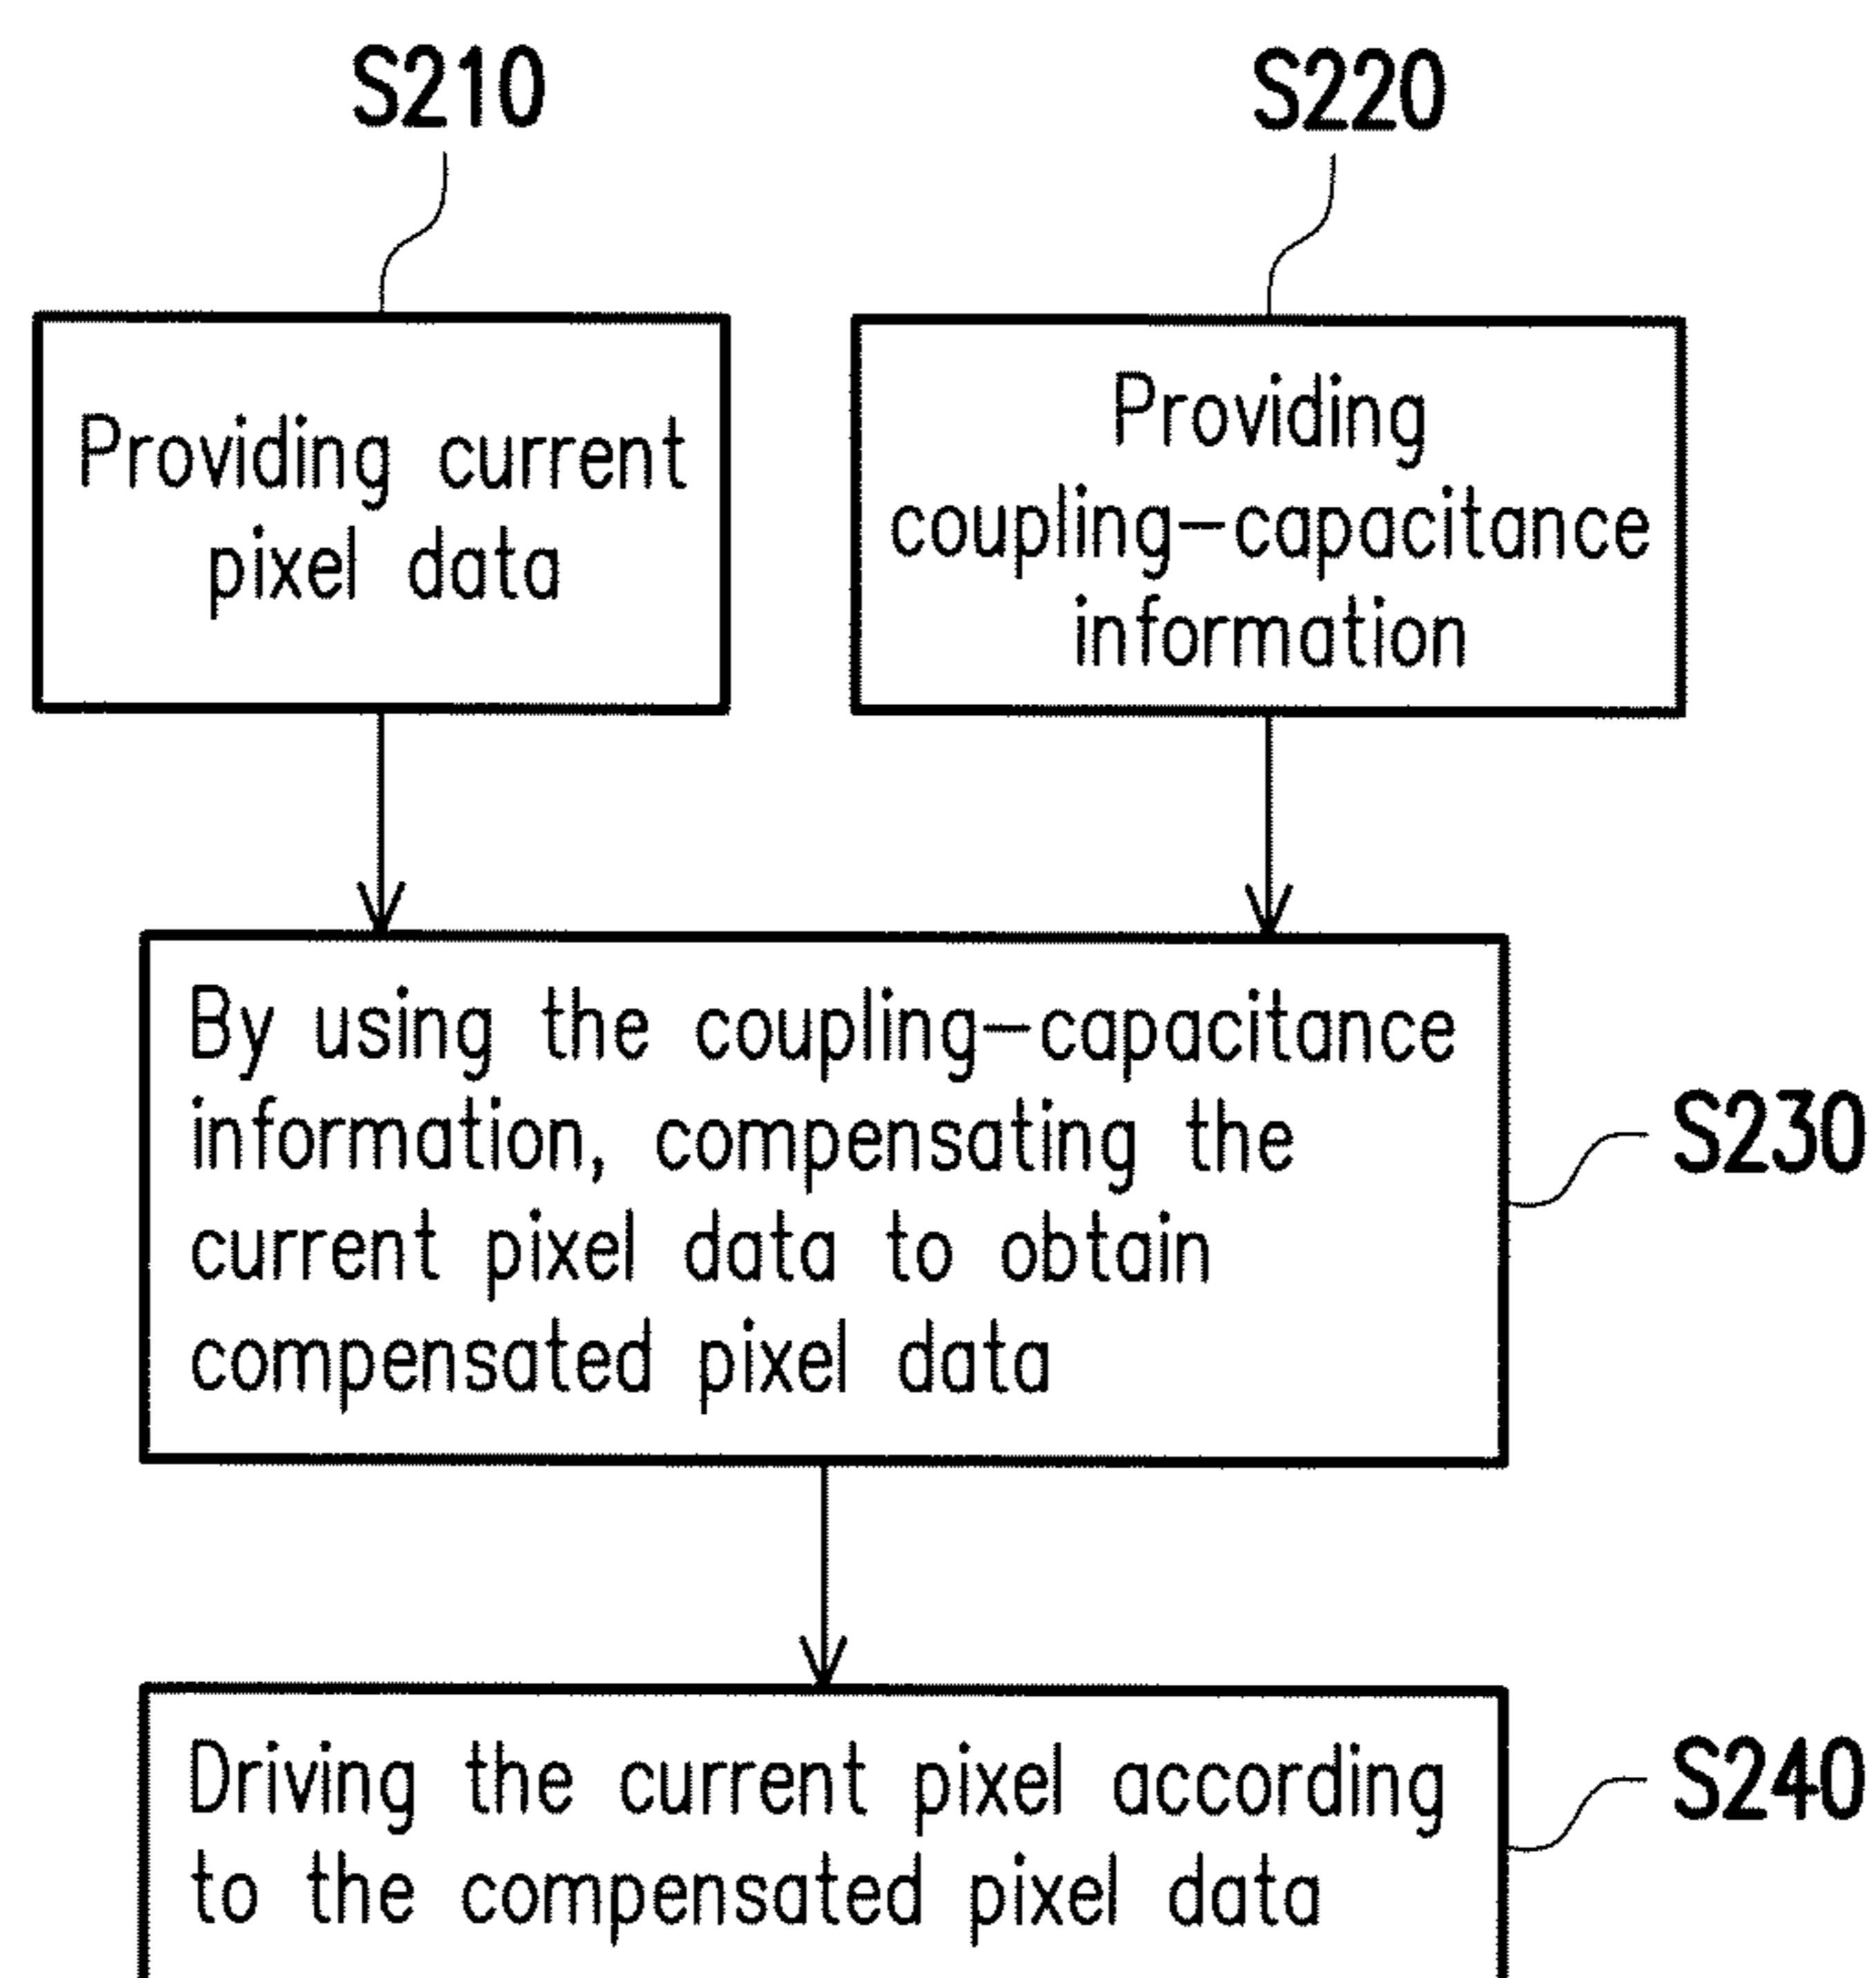 S210
S220
Providing current
pixel data
Providing
coupling-capacitance
information
By using the coupling-capacitance
information, compensating the
current pixel data to obtain
compensated pixel data
S230
Driving the current pixel according
to the compensated pixel data
S240